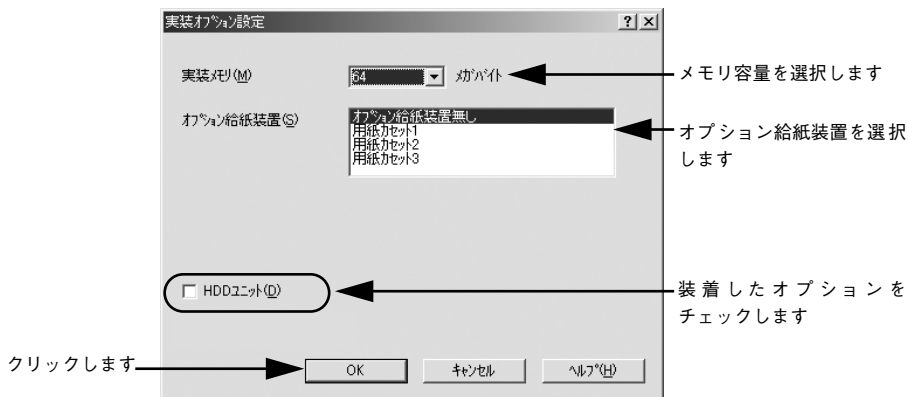 実装ｵﾌﾟｼｮﾝ設定
実装ﾒﾓﾘ(M)
64
ﾒｶﾞﾊﾞｲﾄ
メモリ容量を選択します
ｵﾌﾟｼｮﾝ給紙装置(S)
ｵﾌﾟｼｮﾝ給紙装置無し
用紙ｶｾｯﾄ1
用紙ｶｾｯﾄ2
用紙ｶｾｯﾄ3
オプション給紙装置を選択
します
HDDﾕﾆｯﾄ(D)
装着したオプションを
チェックします
クリックします
OK
ｷｬﾝｾﾙ
ﾍﾙﾌﾟ(H)